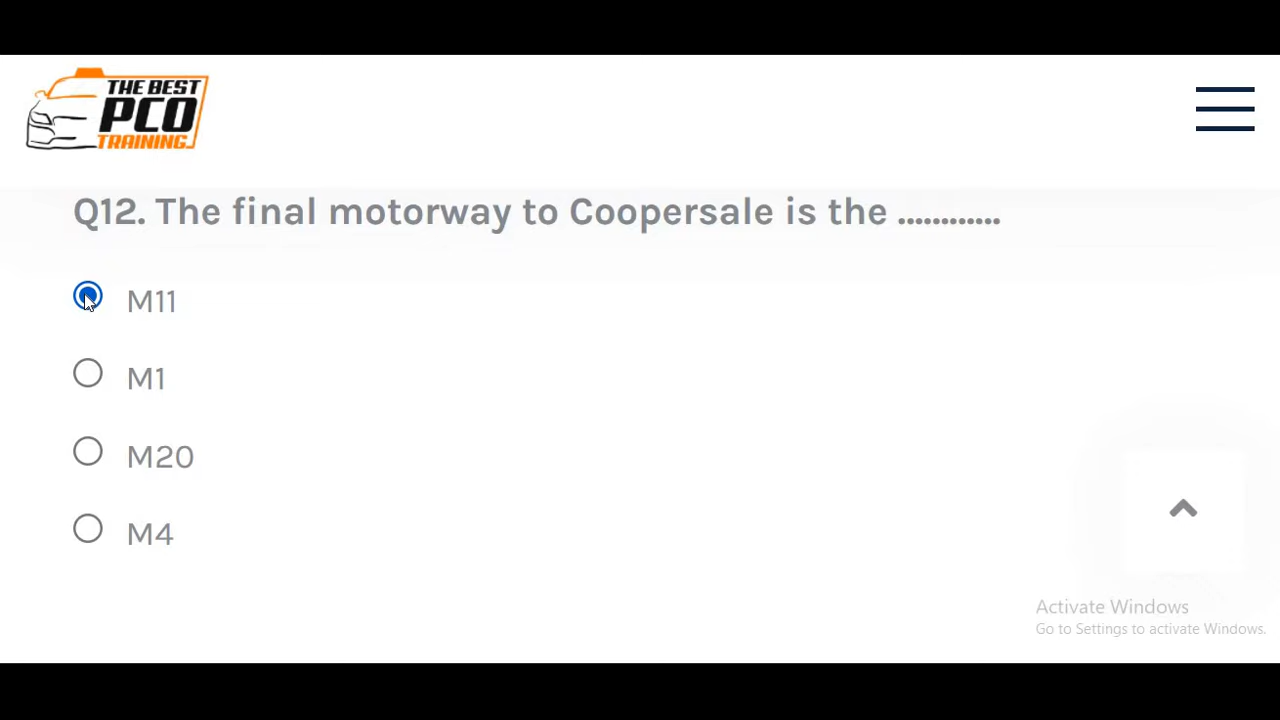 THE BEST
PCO
TRAINING
Q12. The final motorway to Coopersale is the ............
M11
M1
M20
M4
Activate Windows
Go to Settings to activate Windows.